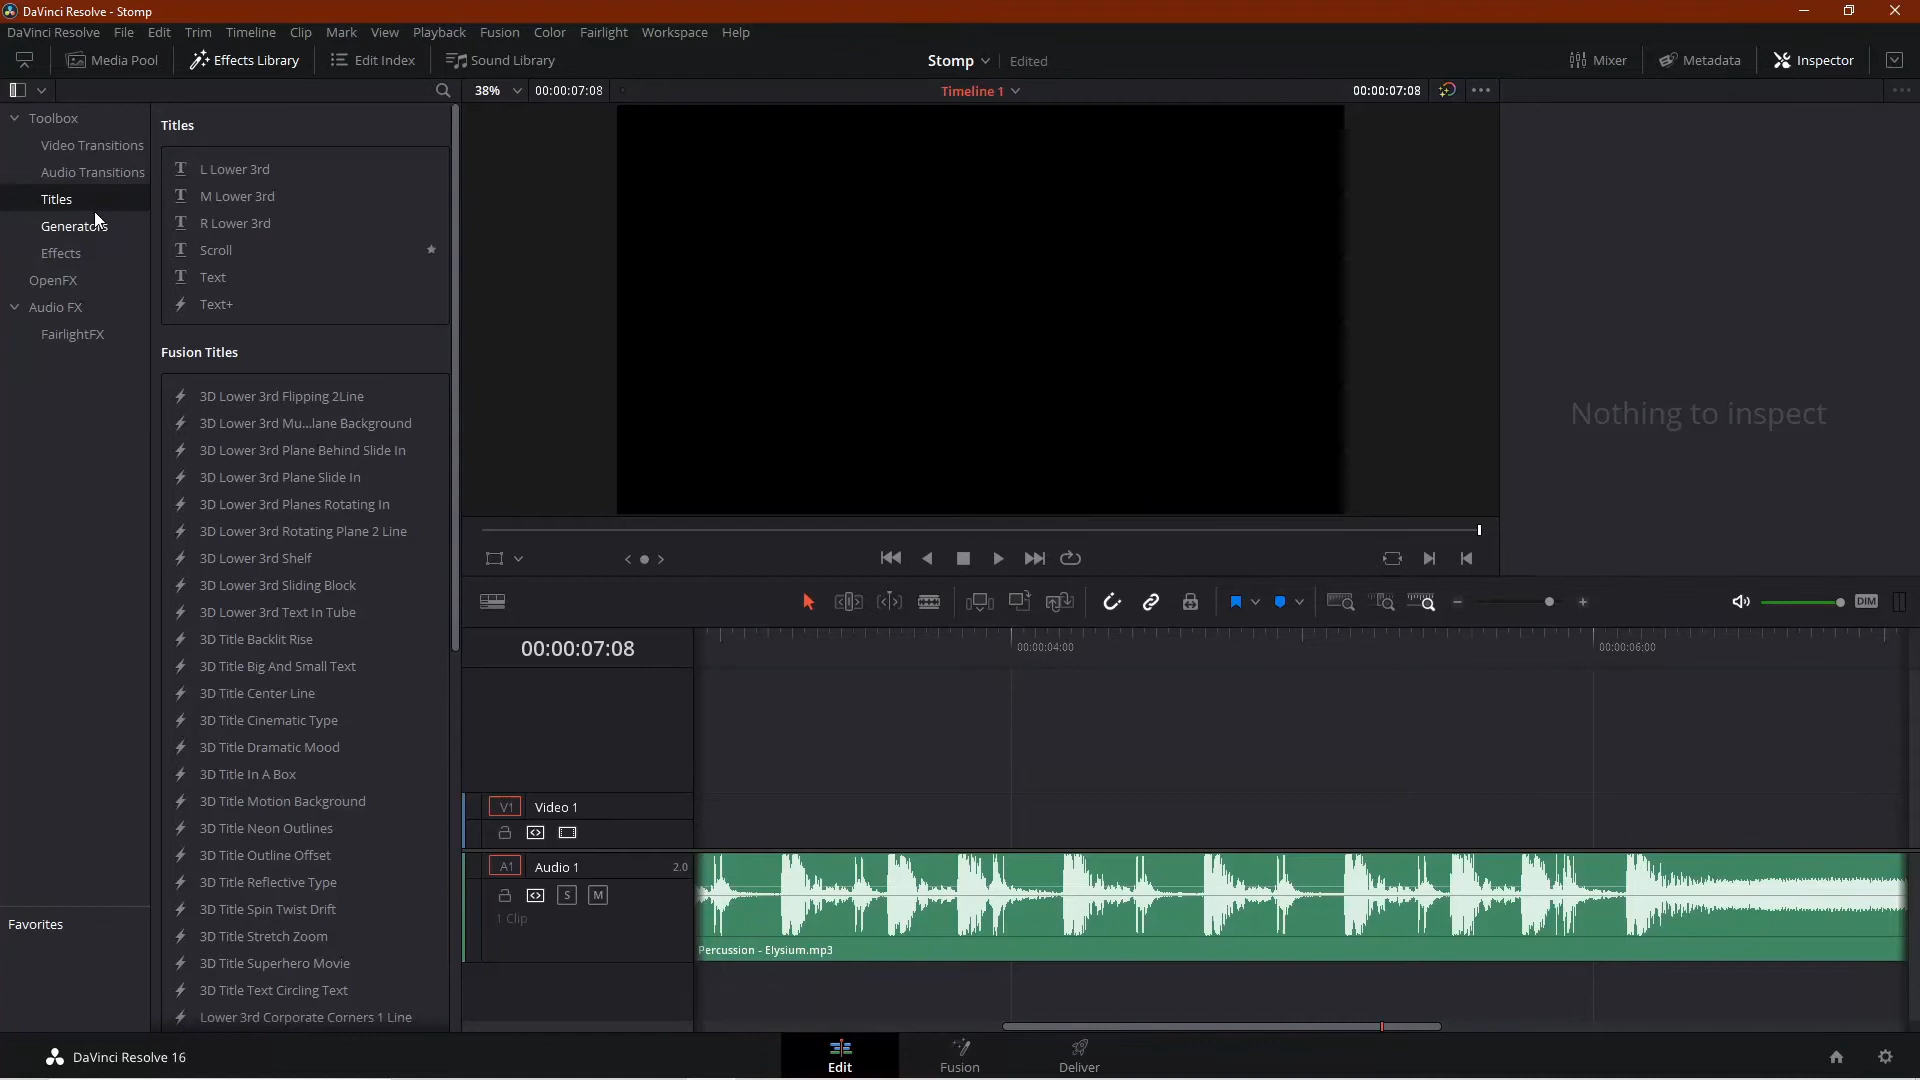 DaVinci Resolve - Stomp
DaVinci Resolve File Edit Trim Timeline Clip Mark View Playback Fusion Color Fairlight Workspace Help
Media Pool Effects Library Edit Index Sound Library Stomp Edited Mixer Metadata Inspector
38% 00:00:07:08 Timeline 1 00:00:07:08
Toolbox
Video Transitions
Audio Transitions
Titles
Generators
Effects
OpenFX
Audio FX
FairlightFX
Favorites
Titles
L Lower 3rd
M Lower 3rd
R Lower 3rd
Scroll
Text
Text+
Fusion Titles
3D Lower 3rd Flipping 2Line
3D Lower 3rd Mu...lane Background
3D Lower 3rd Plane Behind Slide In
3D Lower 3rd Plane Slide In
3D Lower 3rd Planes Rotating In
3D Lower 3rd Rotating Plane 2 Line
3D Lower 3rd Shelf
3D Lower 3rd Sliding Block
3D Lower 3rd Text In Tube
3D Title Backlit Rise
3D Title Big And Small Text
3D Title Center Line
3D Title Cinematic Type
3D Title Dramatic Mood
3D Title In A Box
3D Title Motion Background
3D Title Neon Outlines
3D Title Outline Offset
3D Title Reflective Type
3D Title Spin Twist Drift
3D Title Stretch Zoom
3D Title Superhero Movie
3D Title Text Circling Text
Lower 3rd Corporate Corners 1 Line
Nothing to inspect
DIM
00:00:07:08
00:00:04:00 00:00:06:00
V1 Video 1
A1 Audio 1 2.0
S M
1 Clip
Percussion - Elysium.mp3
DaVinci Resolve 16
Edit Fusion Deliver